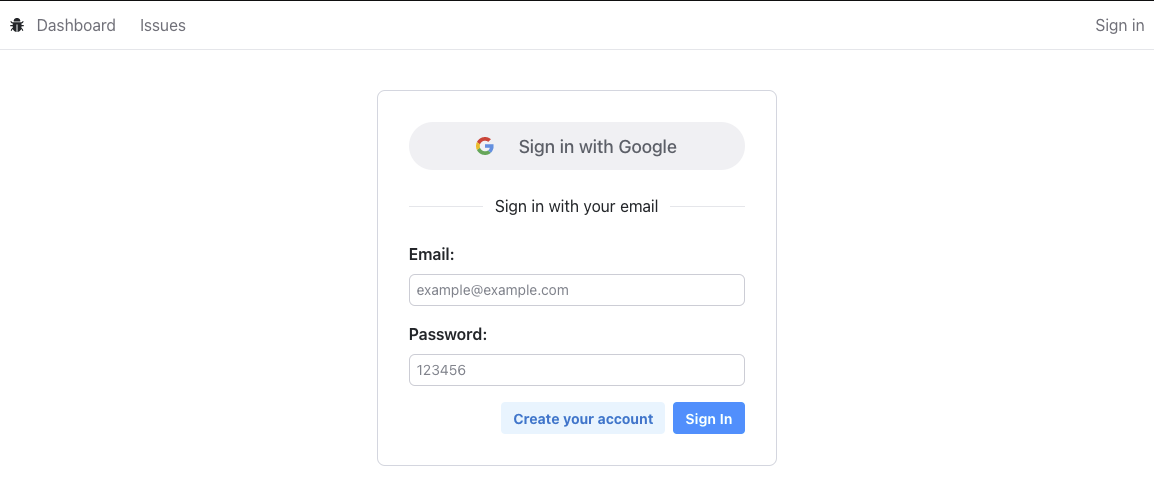 Dashboard Issues Sign in
Sign in with Google
Sign in with your email
Email:
example@example.com
Password:
123456
Create your account Sign In